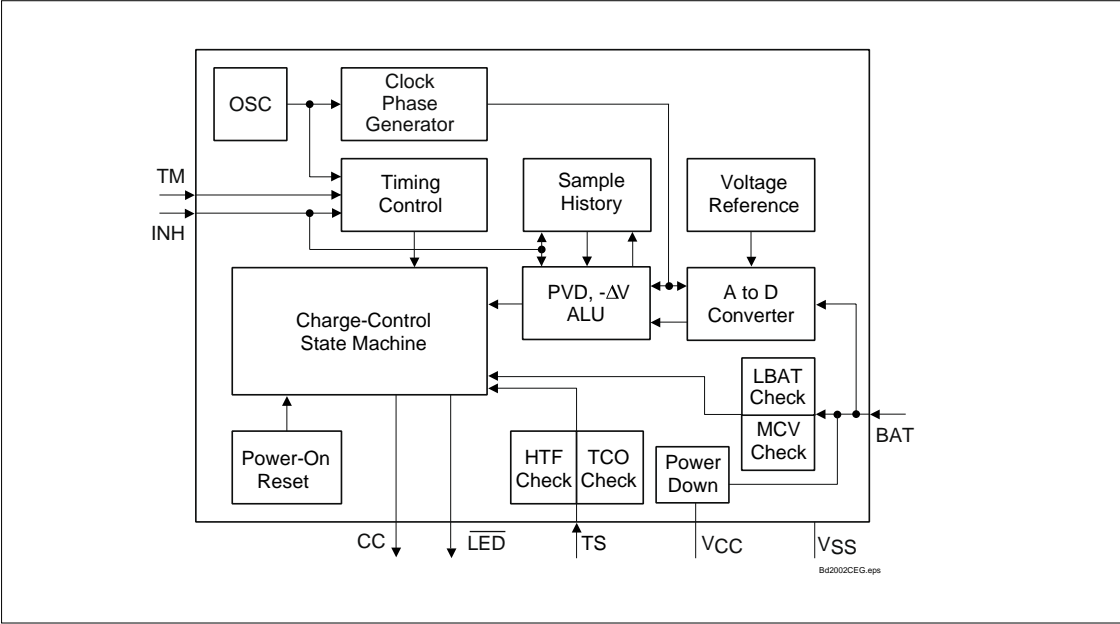 OSC
Clock
Phase
Generator
TM
INH
Timing
Control
Sample
History
Voltage
Reference
Charge-Control
State Machine
PVD, -ΔV
ALU
A to D
Converter
LBAT
Check
MCV
Check
BAT
Power-On
Reset
HTF
Check
TCO
Check
Power
Down
CC
LED
TS
VCC
VSS
Bd2002CEG.eps